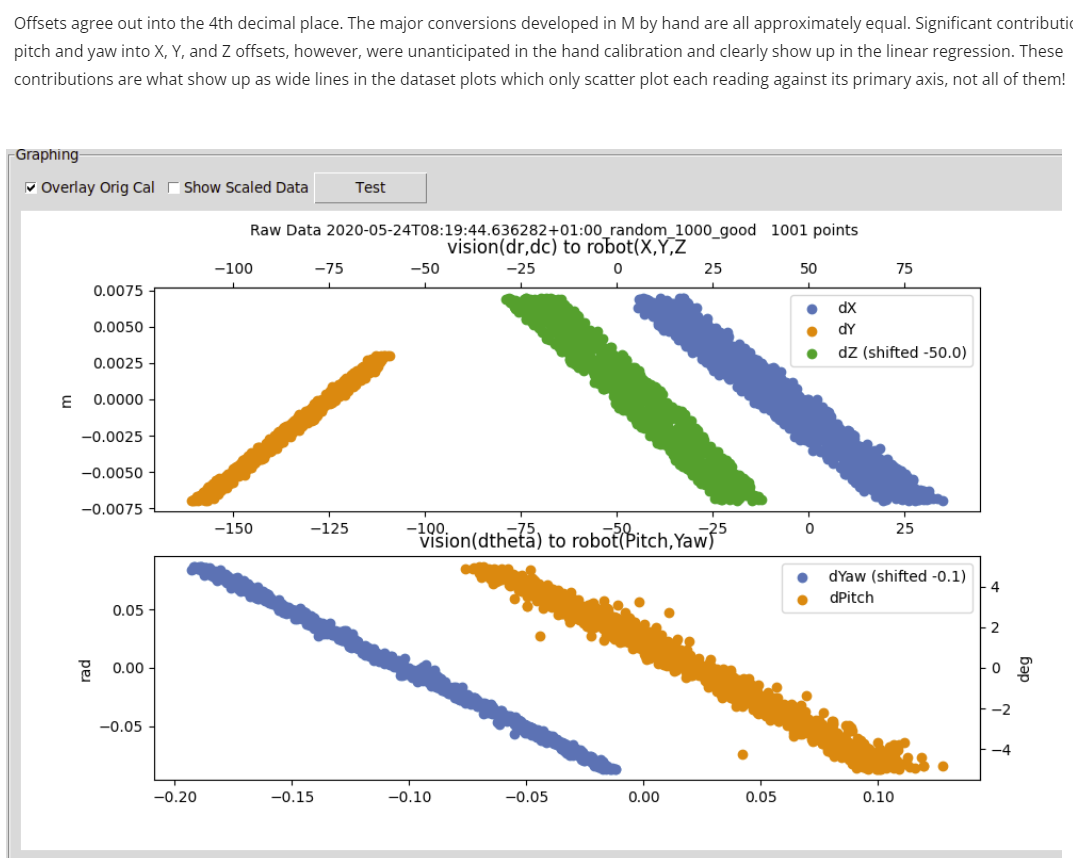 Offsets agree out into the 4th decimal place. The major conversions developed in M by hand are all approximately equal. Significant
pitch and yaw into X, Y, and Z offsets, however, were unanticipated in the hand calibration and clearly show up in the linear regression. These
contributions are what show up as wide lines in the dataset plots which only scatter plot each reading against its primary axis, not all of them!
Graphing
Overlay Orig Cal Show Scaled Data Test
Raw Data 2020-05-24T08:19:44.636282+01:00_random_1000_good 1001 points
vision(dr,dc) to robot(X,Y,Z
−100 −75 −50 −25 0 25 50 75
0.0075
0.0050
0.0025
0.0000
−0.0025
−0.0050
−0.0075
m
dX
dY
dZ (shifted -50.0)
−150 −125 −100 −75 −50 −25 0 25
vision(dtheta) to robot(Pitch,Yaw)
0.05
0.00
−0.05
rad
dYaw (shifted -0.1)
dPitch
4
2
0
−2
−4
deg
−0.20 −0.15 −0.10 −0.05 0.00 0.05 0.10